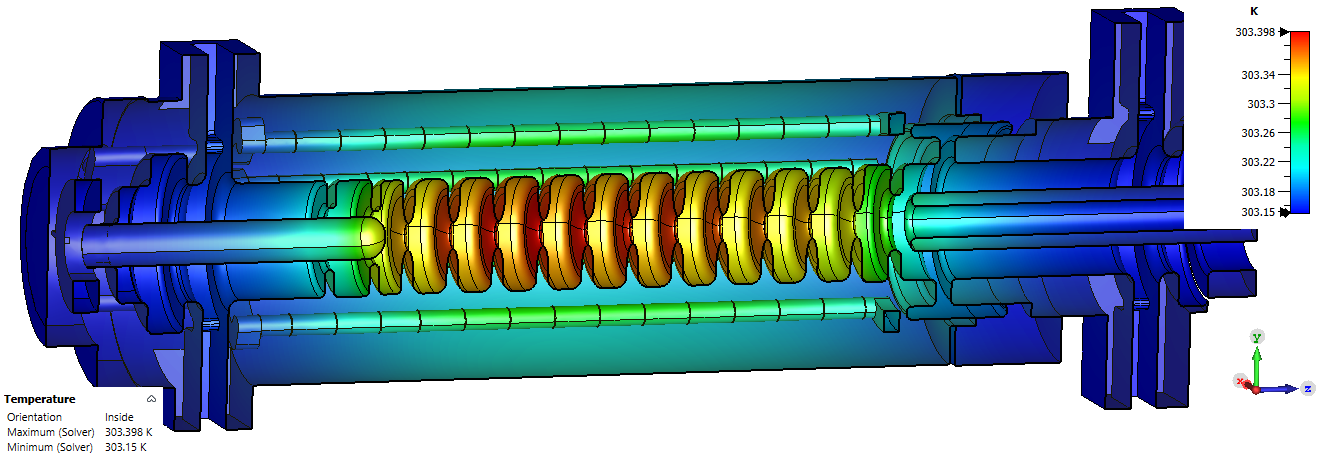 K
303.398
303.34
303.3
303.26
303.22
303.18
303.15
y
x
z
Temperature
Orientation Inside
Maximum (Solver) 303.398 K
Minimum (Solver) 303.15 K